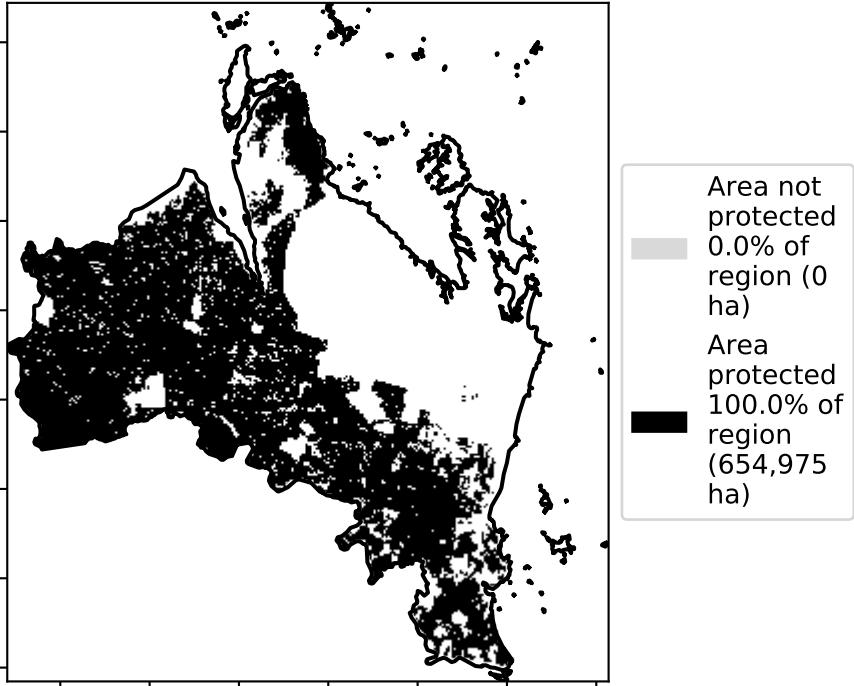 Area not
protected
0.0% of
region (0
ha)
Area
protected
100.0% of
region
(654,975
ha)